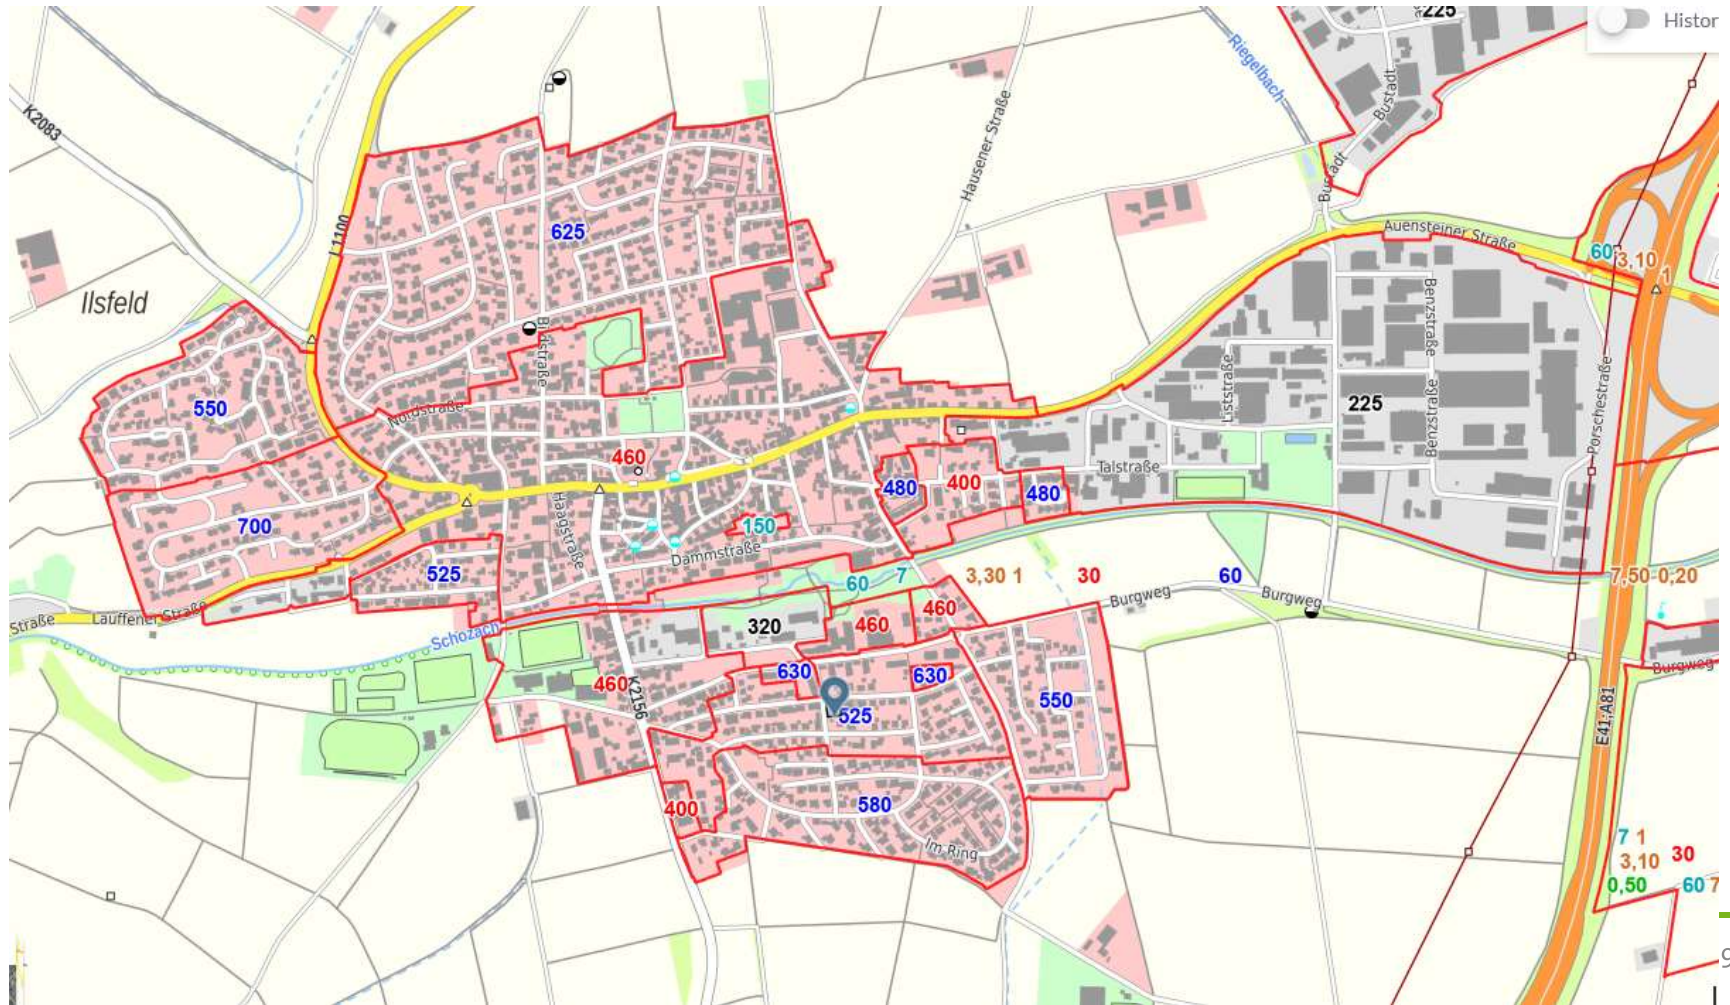 225
Histor
Riegelbach
Bustadt
K2083
Hausener Straße
Bustadt
L1100
625
Auensteiner Straße
60
3,10
1
Ilsfeld
Benzstraße
Bildstraße
Liststraße
Porschestraße
550
Nordstraße
225
Benzstraße
460
Talstraße
480
400
480
700
Haagstraße
150
Dammstraße
525
60
7
3,30 1
30
60
7,50 0,20
Burgweg
Burgweg
Straße
Lauffener Straße
460
Schozach
320
460
Burgweg
630
630
460
K2156
550
525
E41;A81
400
580
Im Ring
7 1
3,10
30
0,50
60 7
9